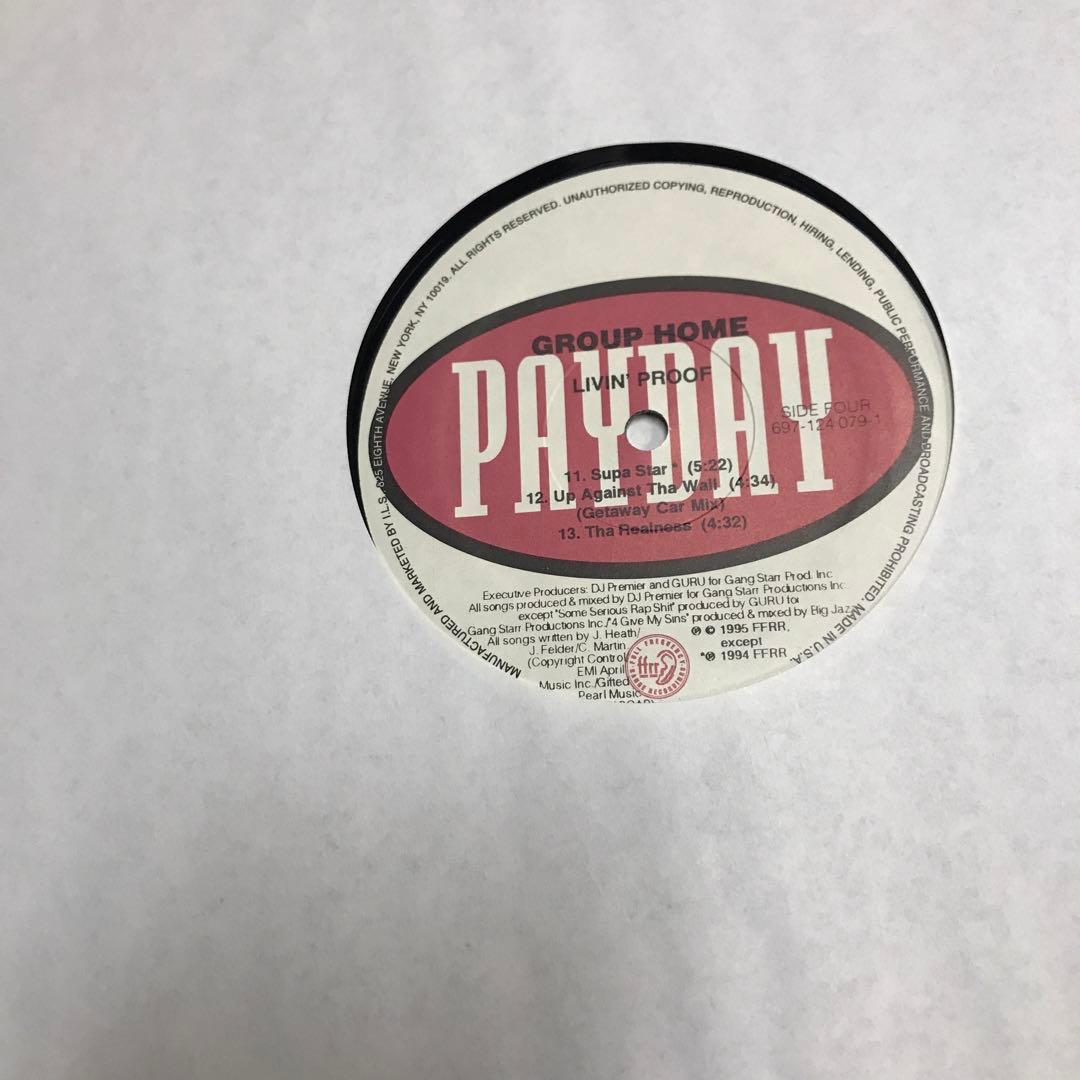 MANUFACTURED AND MARKETED BY I.L.S. 825 EIGHTH AVENUE, NEW YORK, NY 10019. ALL RIGHTS RESERVED. UNAUTHORIZED COPYING, REPRODUCTION, HIRING, LENDING, PUBLIC PERFORMANCE AND BROADCASTING PROHIBITED. MADE IN U.S.A.
GROUP HOME
PAYDAY
LIVIN' PROOF
SIDE FOUR
697-124 079-1
11. Supa Star * (5:22)
12. Up Against Tha Wall (4:34)
(Getaway Car Mix)
13. Tha Realness (4:32)
Executive Producers: DJ Premier and GURU for Gang Starr Prod. Inc
All songs produced & mixed by DJ Premier for Gang Starr Productions Inc.
except "Some Serious Rap Shit" produced by GURU for
Gang Starr Productions Inc./"4 Give My Sins" produced & mixed by Big Jaz
All songs written by J. Heath/
J. Felder/C. Martin
(Copyright Control
EMI April
Music Inc./Gifted
Pearl Music
℗ © 1995 FFRR,
except
*℗ 1994 FFRR
FULL FREQUENCY
ffrr
RANGE RECORDINGS